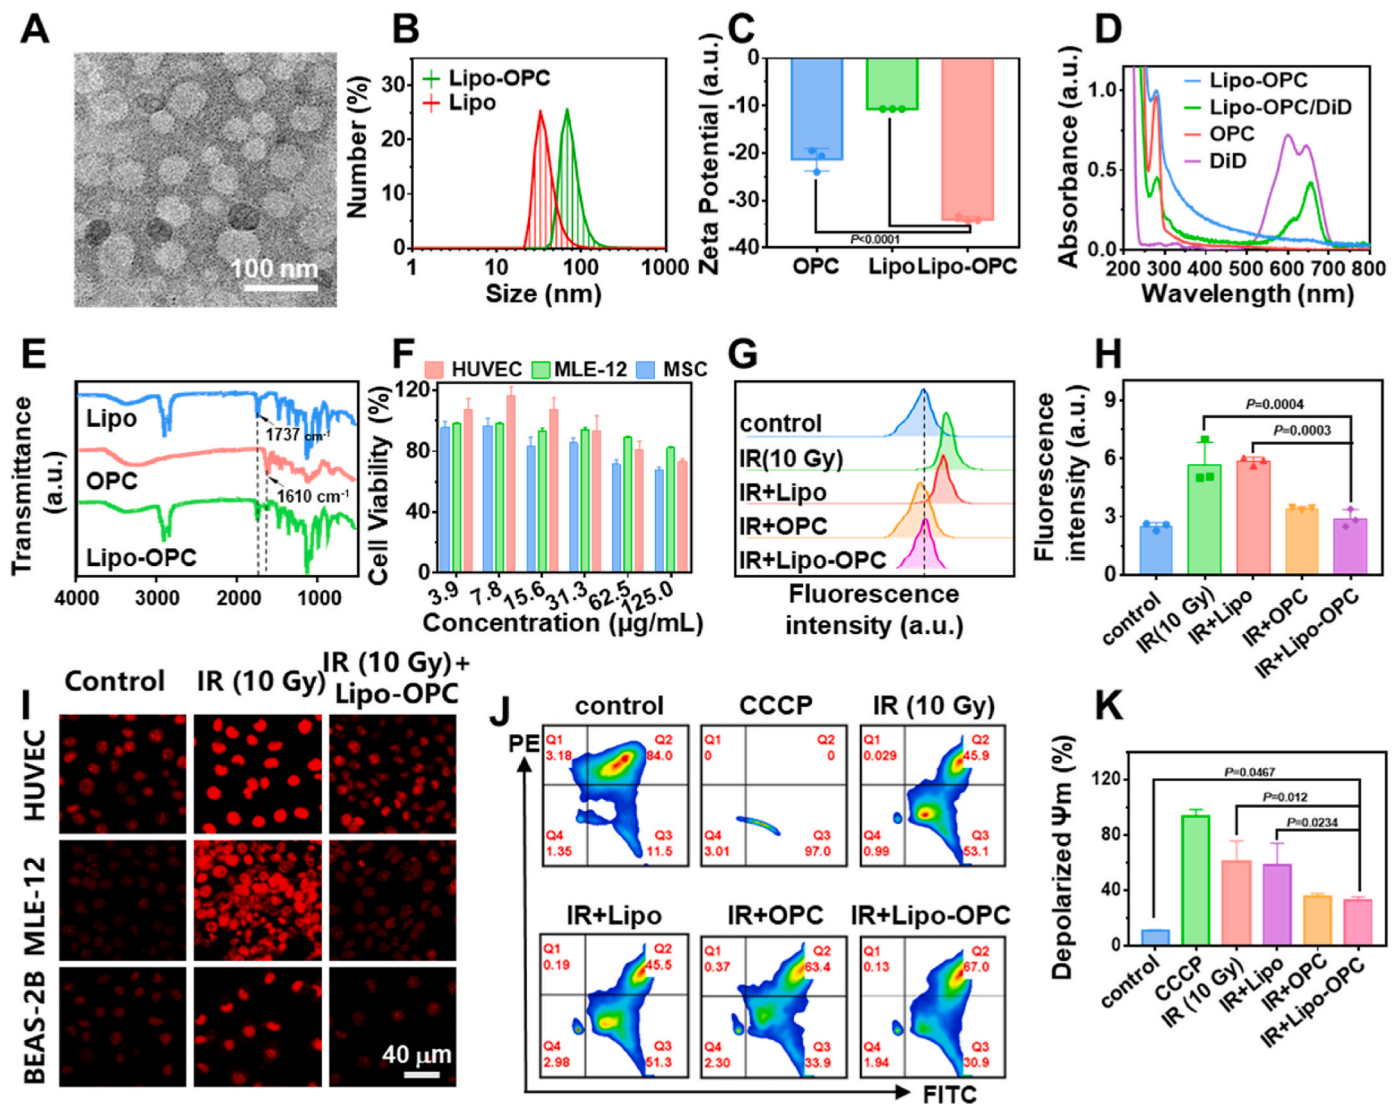 A
100 nm
B
Number (%)
30
20
10
0
Lipo-OPC
Lipo
1
10
100
1000
Size (nm)
C
Zeta Potential (a.u.)
0
-10
-20
-30
-40
P<0.0001
OPC
Lipo
Lipo-OPC
D
Absorbance (a.u.)
1.0
0.5
0.0
Lipo-OPC
Lipo-OPC/DiD
OPC
DiD
200 300 400 500 600 700 800
Wavelength (nm)
E
Transmittance
(a.u.)
Lipo
1737 cm-1
OPC
1610 cm-1
Lipo-OPC
4000
3000
2000
1000
F
HUVEC
MLE-12
MSC
Cell Viability (%)
120
80
40
0
3.9
7.8
15.6
31.3
62.5
125.0
Concentration (μg/mL)
G
control
IR(10 Gy)
IR+Lipo
IR+OPC
IR+Lipo-OPC
Fluorescence
intensity (a.u.)
H
Fluorescence
intensity (a.u.)
9
6
3
0
P=0.0004
P=0.0003
control
IR(10 Gy)
IR+Lipo
IR+OPC
IR+Lipo-OPC
I
Control
IR (10 Gy)
IR (10 Gy)+
Lipo-OPC
HUVEC
MLE-12
BEAS-2B
40 μm
J
PE
control
Q1
3.18
Q2
84.0
Q4
1.35
Q3
11.5
CCCP
Q1
0
Q2
0
Q4
3.01
Q3
97.0
IR (10 Gy)
Q1
0.029
Q2
45.9
Q4
0.99
Q3
53.1
IR+Lipo
Q1
0.19
Q2
45.5
Q4
2.98
Q3
51.3
IR+OPC
Q1
0.37
Q2
63.4
Q4
2.30
Q3
33.9
IR+Lipo-OPC
Q1
0.13
Q2
67.0
Q4
1.94
Q3
30.9
FITC
K
Depolarized Ψm (%)
120
80
40
0
P=0.0467
P=0.012
P=0.0234
control
CCCP
IR (10 Gy)
IR+Lipo
IR+OPC
IR+Lipo-OPC